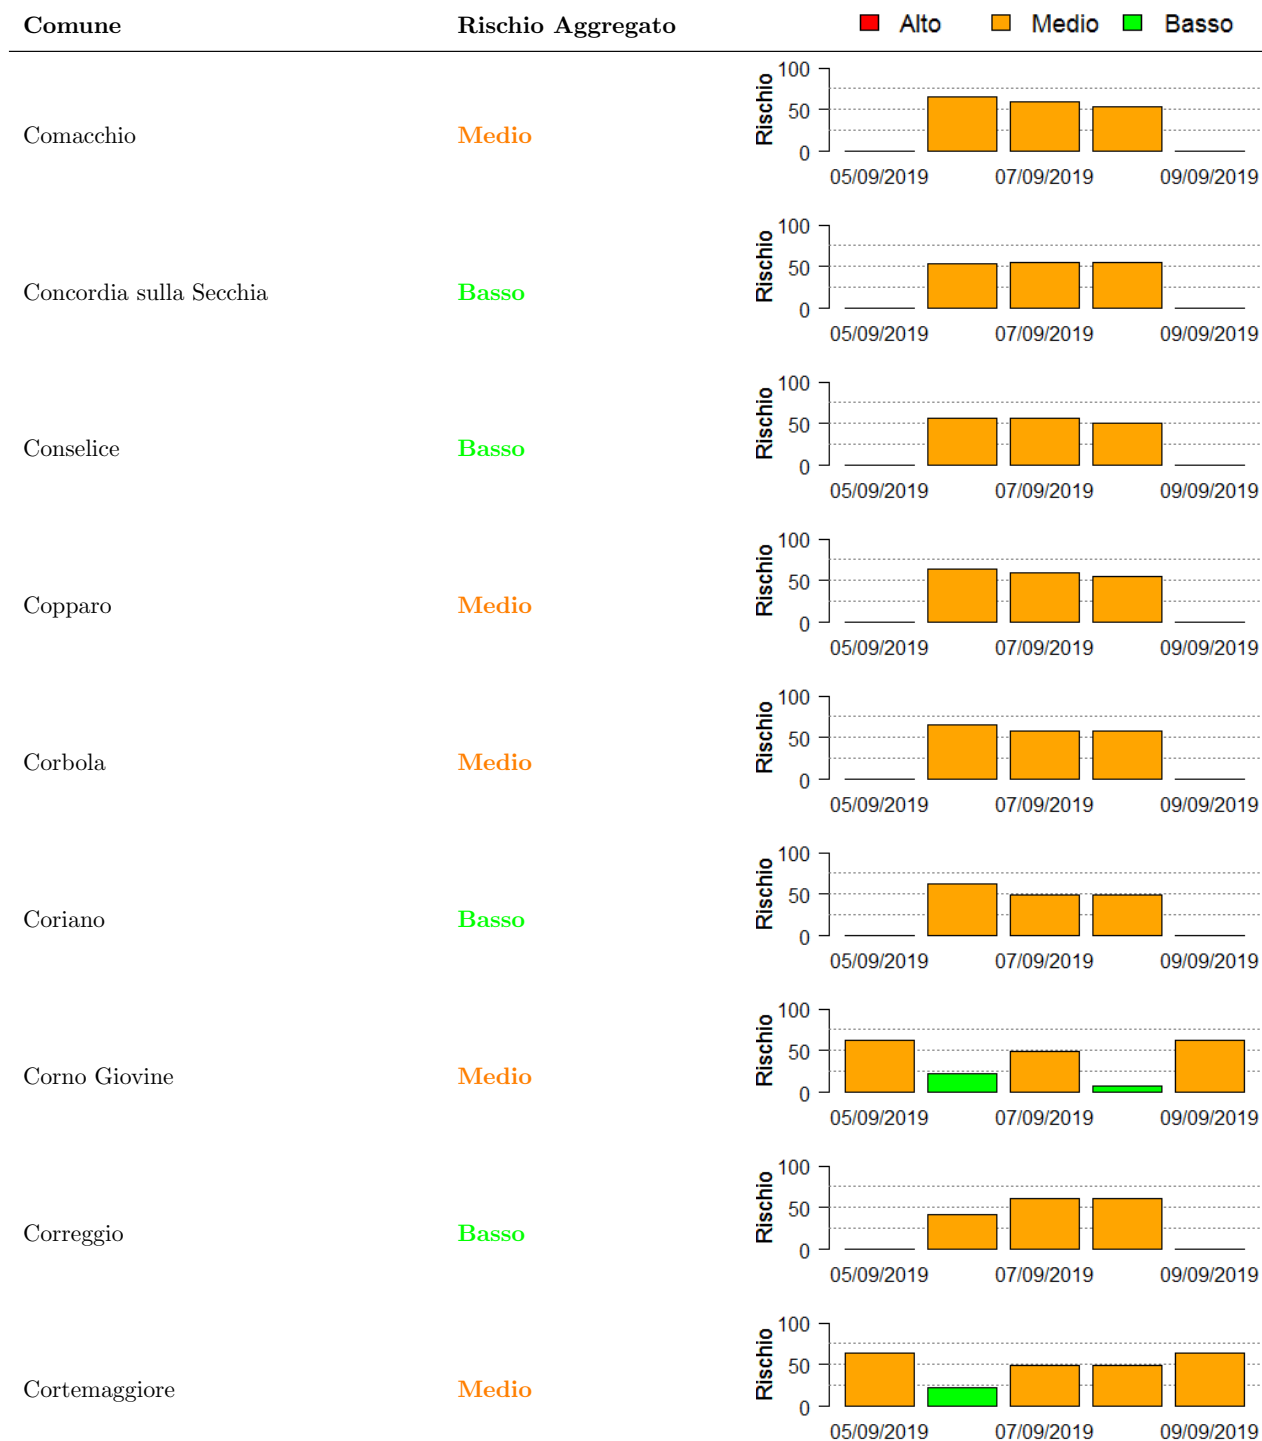 Comune Rischio Aggregato Alto Medio Basso
Comacchio Medio Rischio 100 50 0
05/09/2019 07/09/2019 09/09/2019
Concordia sulla Secchia Basso Rischio 100 50 0
05/09/2019 07/09/2019 09/09/2019
Conselice Basso Rischio 100 50 0
05/09/2019 07/09/2019 09/09/2019
Copparo Medio Rischio 100 50 0
05/09/2019 07/09/2019 09/09/2019
Corbola Medio Rischio 100 50 0
05/09/2019 07/09/2019 09/09/2019
Coriano Basso Rischio 100 50 0
05/09/2019 07/09/2019 09/09/2019
Corno Giovine Medio Rischio 100 50 0
05/09/2019 07/09/2019 09/09/2019
Correggio Basso Rischio 100 50 0
05/09/2019 07/09/2019 09/09/2019
Cortemaggiore Medio Rischio 100 50 0
05/09/2019 07/09/2019 09/09/2019